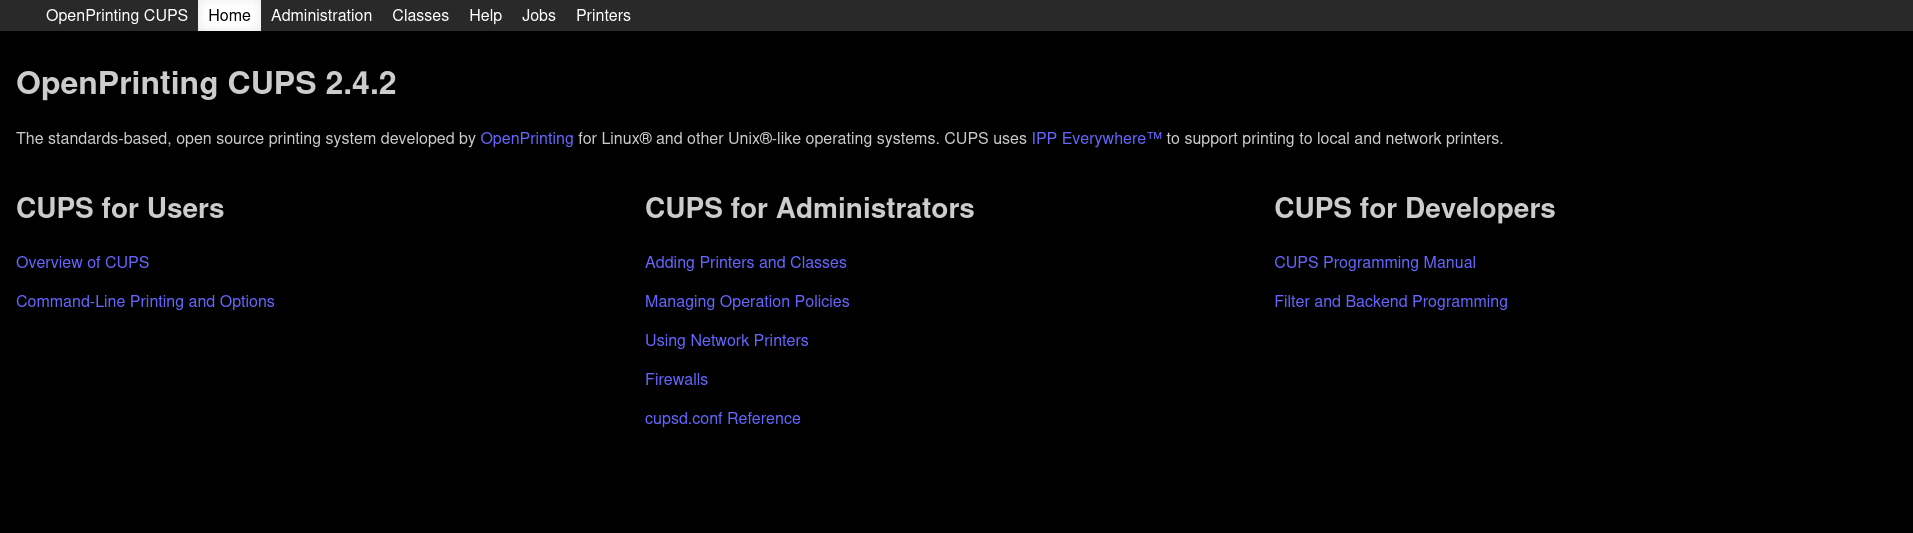 OpenPrinting CUPS Home Administration Classes Help Jobs Printers
OpenPrinting CUPS 2.4.2
The standards-based, open source printing system developed by OpenPrinting for Linux® and other Unix®-like operating systems. CUPS uses IPP Everywhere™ to support printing to local and network printers.
CUPS for Users
Overview of CUPS
Command-Line Printing and Options
CUPS for Administrators
Adding Printers and Classes
Managing Operation Policies
Using Network Printers
Firewalls
cupsd.conf Reference
CUPS for Developers
CUPS Programming Manual
Filter and Backend Programming